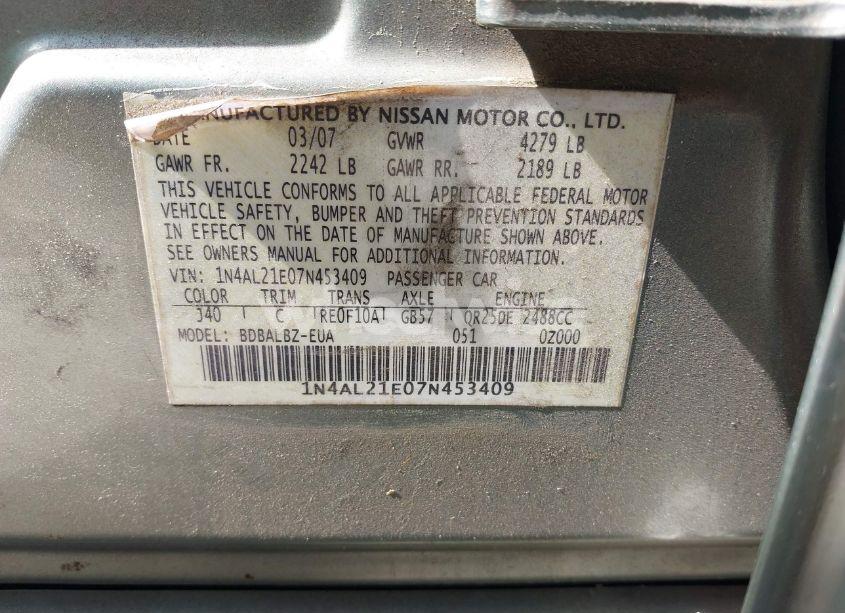 MANUFACTURED BY NISSAN MOTOR CO., LTD.
DATE 03/07 GVWR 4279 LB
GAWR FR. 2242 LB GAWR RR. 2189 LB
THIS VEHICLE CONFORMS TO ALL APPLICABLE FEDERAL MOTOR
VEHICLE SAFETY, BUMPER AND THEFT PREVENTION STANDARDS
IN EFFECT ON THE DATE OF MANUFACTURE SHOWN ABOVE.
SEE OWNERS MANUAL FOR ADDITIONAL INFORMATION.
VIN: 1N4AL21E07N453409 PASSENGER CAR
COLOR TRIM TRANS AXLE ENGINE
340 C RE0F10A GB57 QR25DE 2488CC
MODEL: BDBALBZ-EUA 051 0Z000
1N4AL21E07N453409